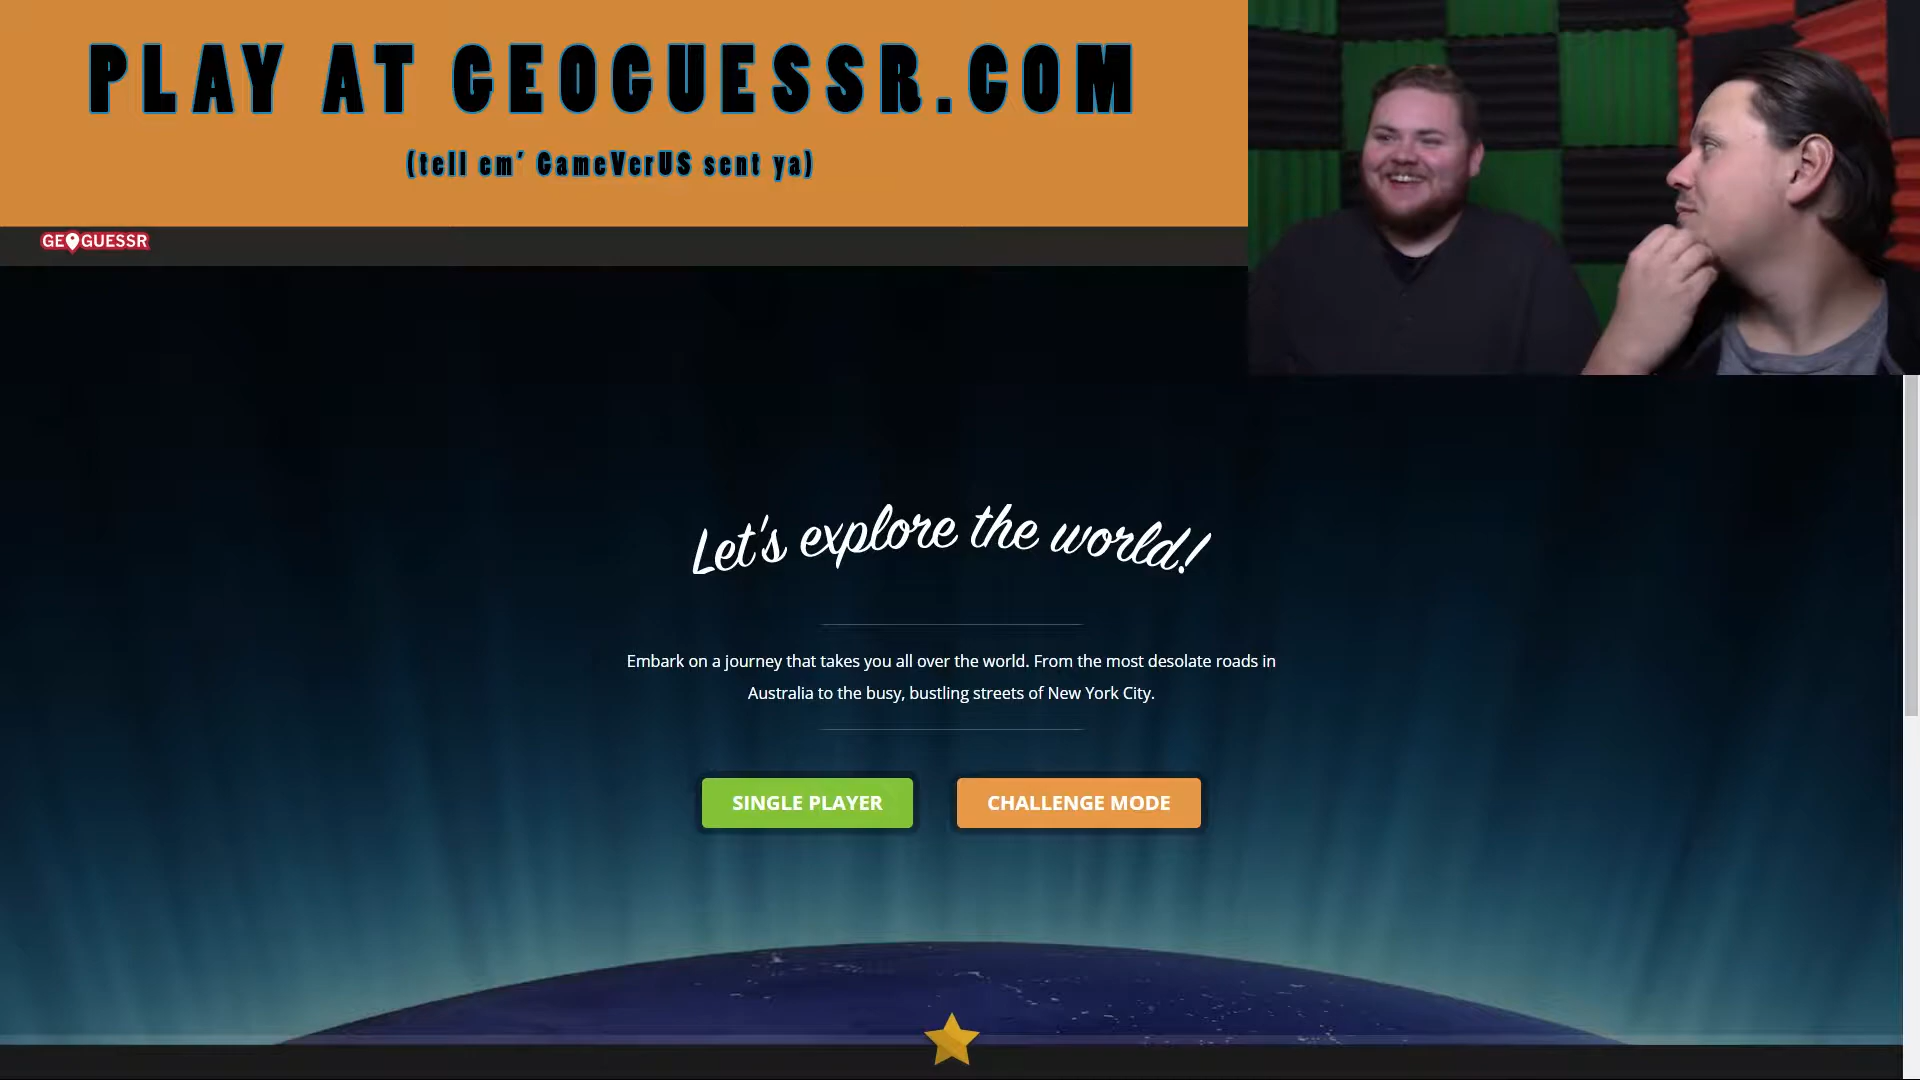 PLAY AT GEOGUESSR.COM
(tell em' GameVerUS sent ya)
GEOGUESSR
Let's explore the world!
Embark on a journey that takes you all over the world. From the most desolate roads in
Australia to the busy, bustling streets of New York City.
SINGLE PLAYER
CHALLENGE MODE